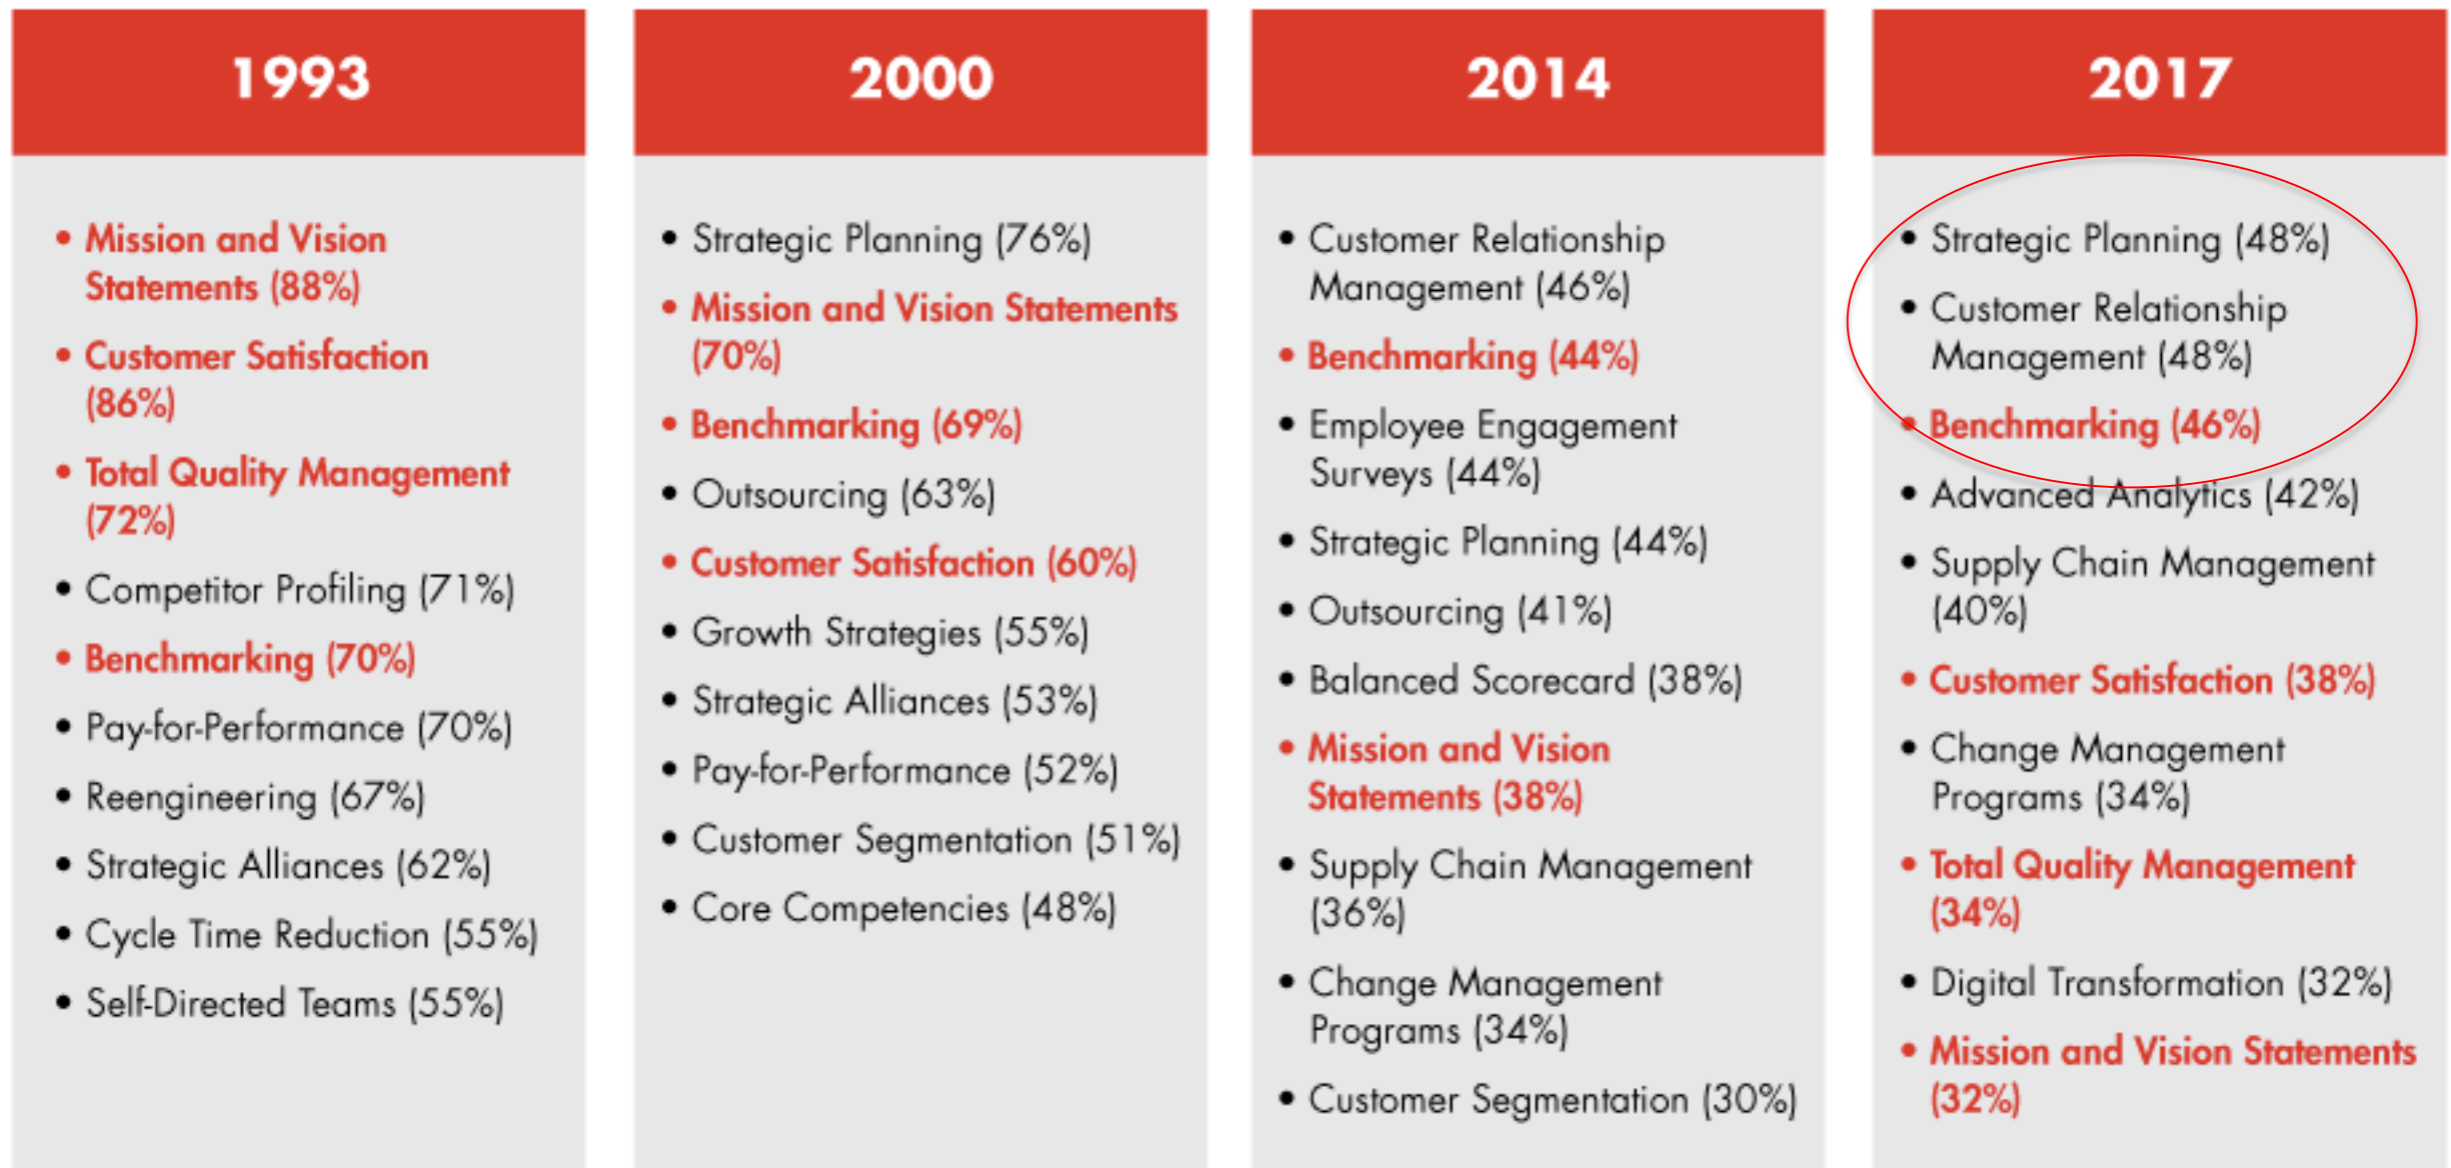 1993
• Mission and Vision
Statements (88%)
• Customer Satisfaction
(86%)
• Total Quality Management
(72%)
• Competitor Profiling (71%)
• Benchmarking (70%)
• Pay-for-Performance (70%)
• Reengineering (67%)
• Strategic Alliances (62%)
• Cycle Time Reduction (55%)
• Self-Directed Teams (55%)
2000
• Strategic Planning (76%)
• Mission and Vision Statements
(70%)
• Benchmarking (69%)
• Outsourcing (63%)
• Customer Satisfaction (60%)
• Growth Strategies (55%)
• Strategic Alliances (53%)
• Pay-for-Performance (52%)
• Customer Segmentation (51%)
• Core Competencies (48%)
2014
• Customer Relationship
Management (46%)
• Benchmarking (44%)
• Employee Engagement
Surveys (44%)
• Strategic Planning (44%)
• Outsourcing (41%)
• Balanced Scorecard (38%)
• Mission and Vision
Statements (38%)
• Supply Chain Management
(36%)
• Change Management
Programs (34%)
• Customer Segmentation (30%)
2017
• Strategic Planning (48%)
• Customer Relationship
Management (48%)
• Benchmarking (46%)
• Advanced Analytics (42%)
• Supply Chain Management
(40%)
• Customer Satisfaction (38%)
• Change Management
Programs (34%)
• Total Quality Management
(34%)
• Digital Transformation (32%)
• Mission and Vision Statements
(32%)